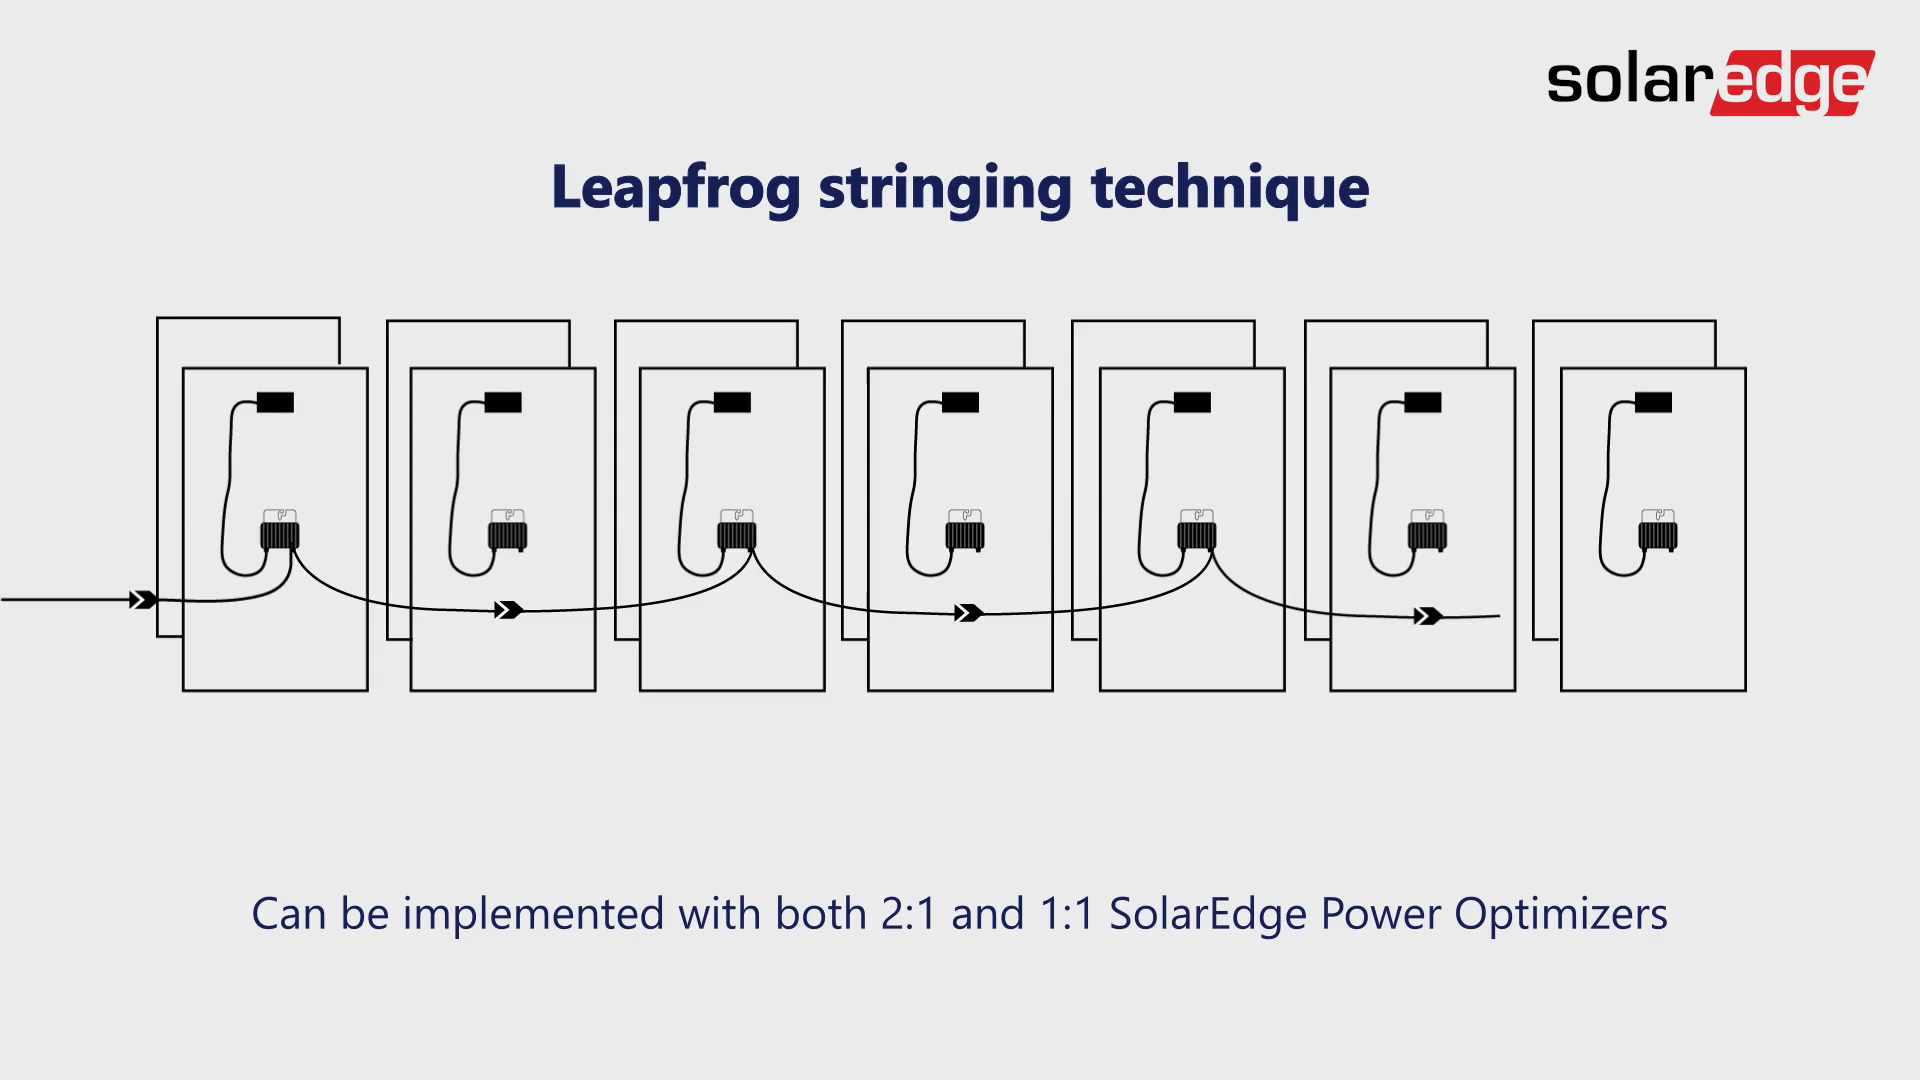 solaredge
Leapfrog stringing technique
Can be implemented with both 2:1 and 1:1 SolarEdge Power Optimizers